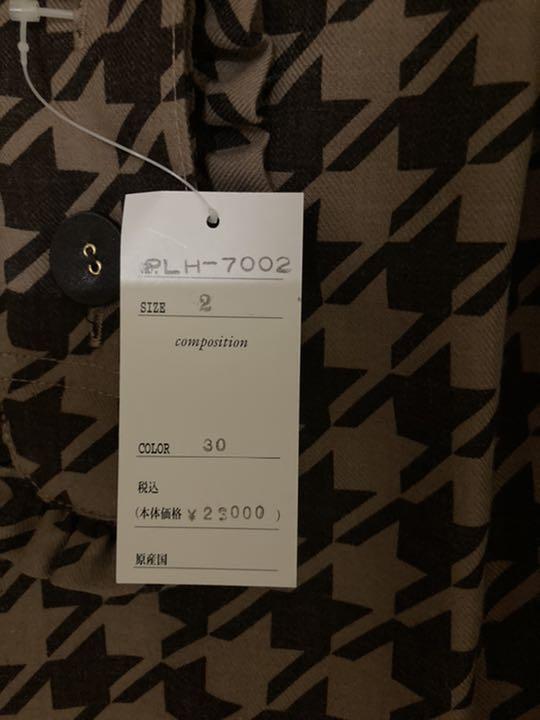 PLH-7002
SIZE 2
composition
COLOR 30
税込
(本体価格 ¥23000 )
原産国